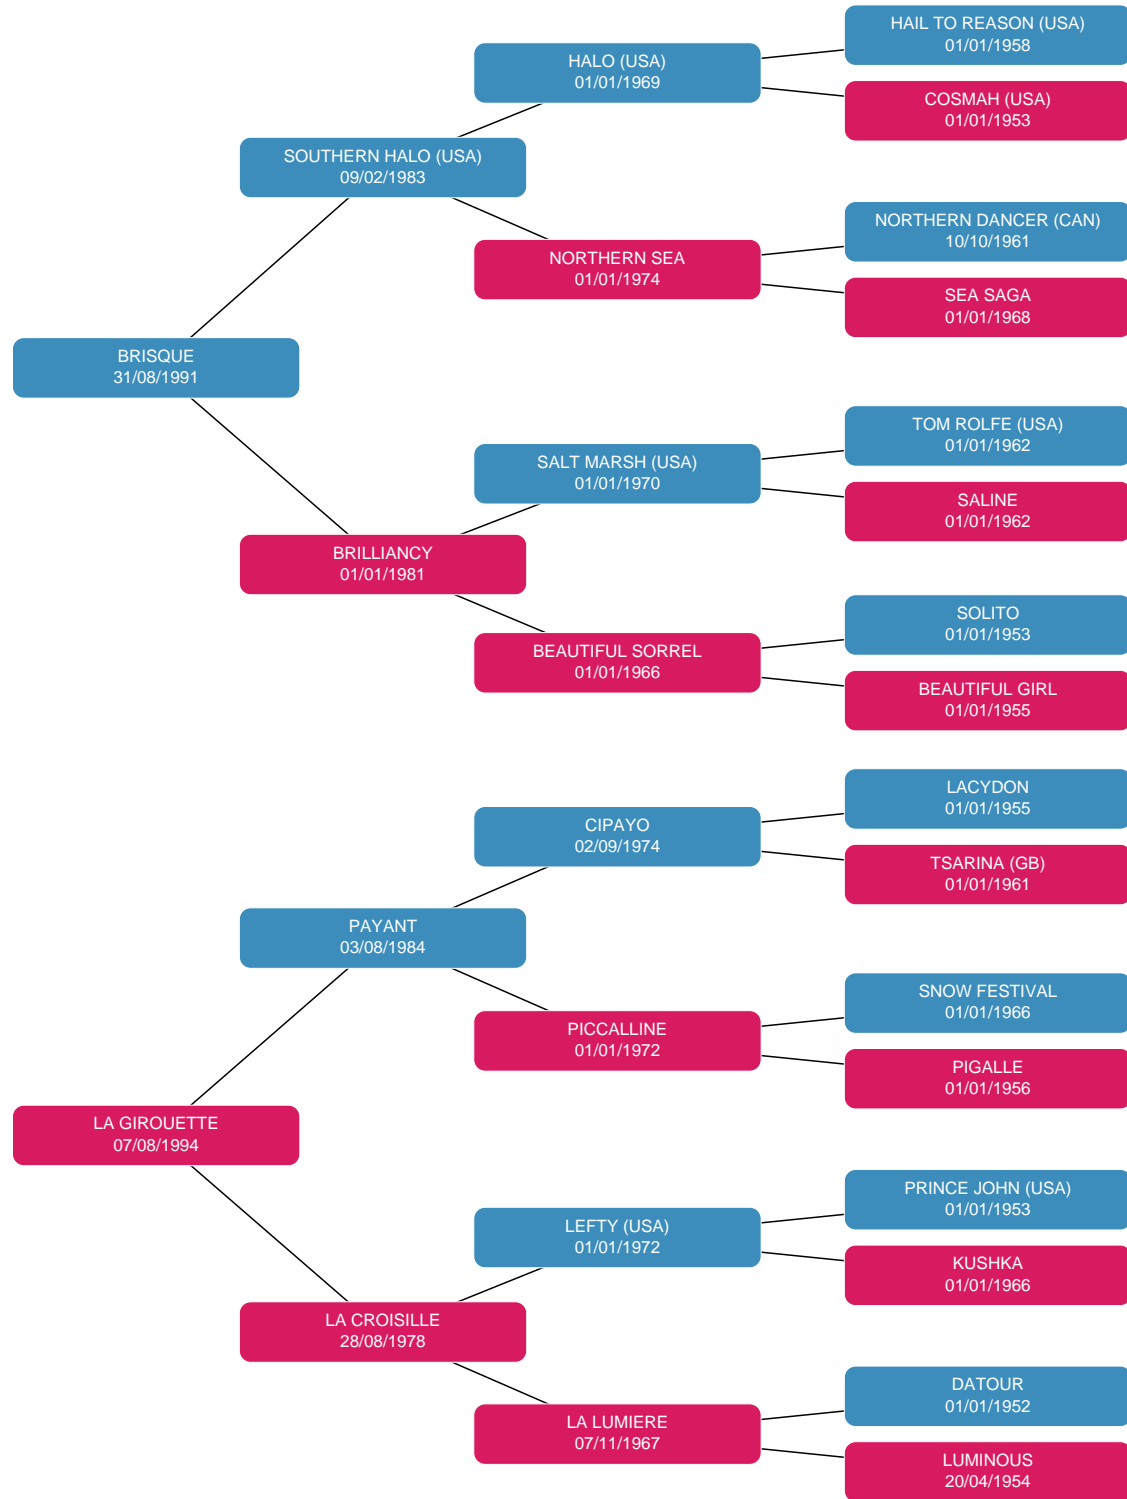 HAIL TO REASON (USA)
01/01/1958
HALO (USA)
01/01/1969
COSMAH (USA)
01/01/1953
SOUTHERN HALO (USA)
09/02/1983
NORTHERN DANCER (CAN)
10/10/1961
NORTHERN SEA
01/01/1974
SEA SAGA
01/01/1968
BRISQUE
31/08/1991
TOM ROLFE (USA)
01/01/1962
SALT MARSH (USA)
01/01/1970
SALINE
01/01/1962
BRILLIANCY
01/01/1981
SOLITO
01/01/1953
BEAUTIFUL SORREL
01/01/1966
BEAUTIFUL GIRL
01/01/1955
LACYDON
01/01/1955
CIPAYO
02/09/1974
TSARINA (GB)
01/01/1961
PAYANT
03/08/1984
SNOW FESTIVAL
01/01/1966
PICCALLINE
01/01/1972
PIGALLE
01/01/1956
LA GIROUETTE
07/08/1994
PRINCE JOHN (USA)
01/01/1953
LEFTY (USA)
01/01/1972
KUSHKA
01/01/1966
LA CROISILLE
28/08/1978
DATOUR
01/01/1952
LA LUMIERE
07/11/1967
LUMINOUS
20/04/1954